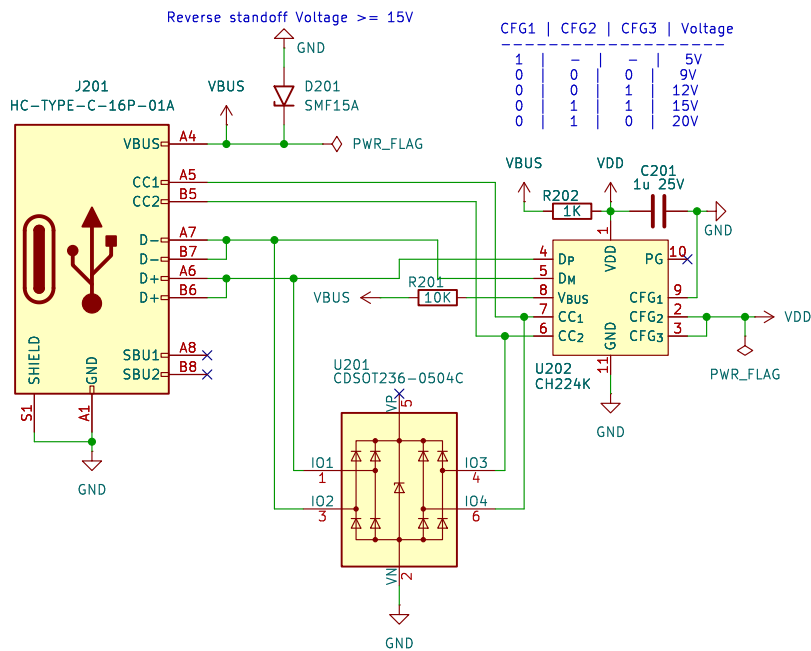 Reverse standoff Voltage >= 15V
GND
D201
SMF15A
VBUS
PWR_FLAG
CFG1 | CFG2 | CFG3 | Voltage
-----------------------
1 | - | - | 5V
0 | 0 | 0 | 9V
0 | 0 | 1 | 12V
0 | 1 | 1 | 15V
0 | 1 | 0 | 20V
J201
HC-TYPE-C-16P-01A
VBUS A4
CC1 A5
CC2 B5
D- A7
D- B7
D+ A6
D+ B6
SBU1 A8
SBU2 B8
SHIELD
GND
S1
A1
GND
VBUS
R202
1K
VDD
C201
1u 25V
GND
1
VDD
4 DP
5 DM
8 VBUS
7 CC1
6 CC2
PG 10
CFG1 9
CFG2 2
CFG3 3
GND
11
U202
CH224K
GND
VDD
PWR_FLAG
VBUS
R201
10K
U201
CDSOT236-0504C
VP
5
IO1
1
IO2
3
IO3
4
IO4
6
VN
2
GND